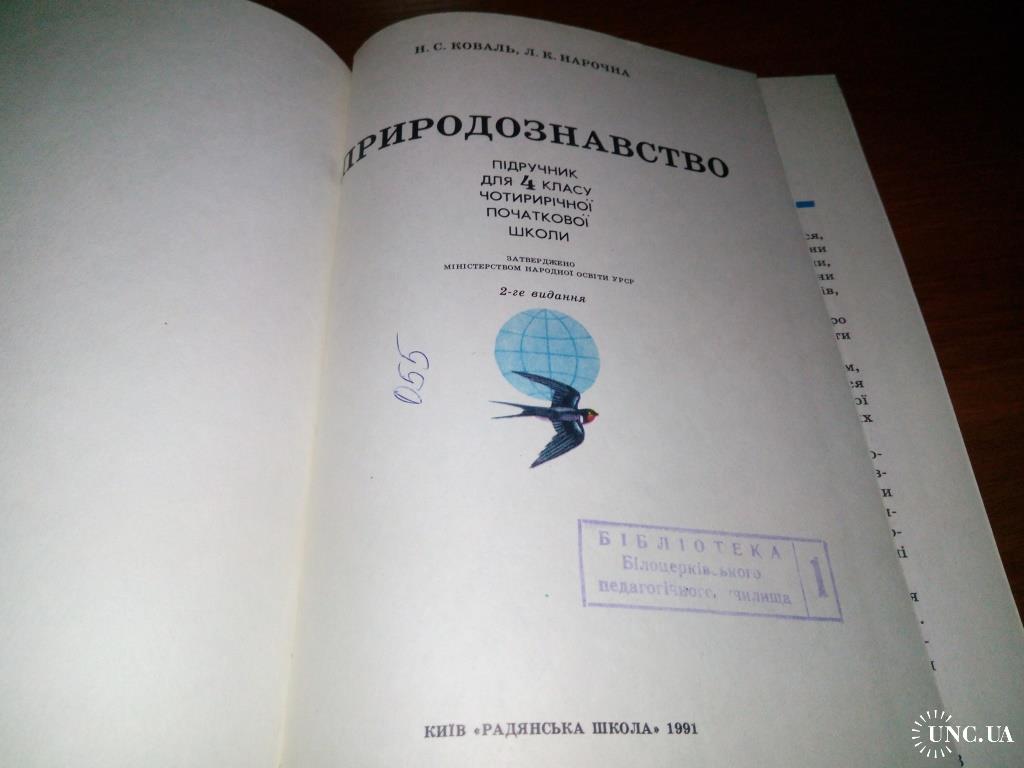 Н. С. КОВАЛЬ, Л. К. НАРОЧНА
ПРИРОДОЗНАВСТВО
ПІДРУЧНИК
ДЛЯ 4 КЛАСУ
ЧОТИРИРІЧНОЇ
ПОЧАТКОВОЇ
ШКОЛИ
ЗАТВЕРДЖЕНО
МІНІСТЕРСТВОМ НАРОДНОЇ ОСВІТИ УРСР
2-ге видання
055
БІБЛІОТЕКА
Білоцерківського
педагогічного училища
1
КИЇВ «РАДЯНСЬКА ШКОЛА» 1991
UNC.UA